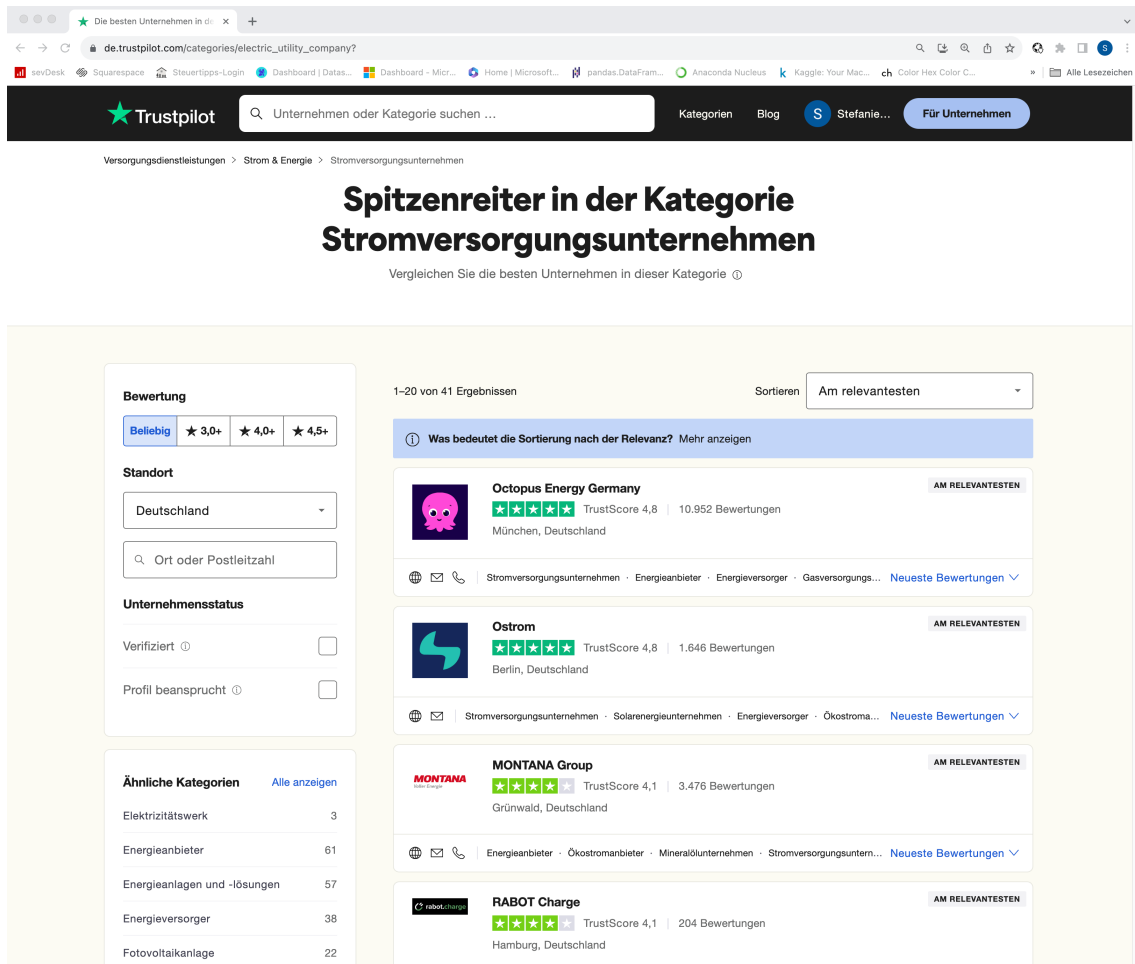 Die besten Unternehmen in de
de.trustpilot.com/categories/electric_utility_company?
S
sevDesk Squarespace Steuertipps-Login Dashboard | Datas... Dashboard - Micr... Home | Microsoft... pandas.DataFram... Anaconda Nucleus Kaggle: Your Mac... Color Hex Color C... » Alle Lesezeichen
Trustpilot Unternehmen oder Kategorie suchen ... Kategorien Blog S Stefanie... Für Unternehmen
Versorgungsdienstleistungen > Strom & Energie > Stromversorgungsunternehmen
Spitzenreiter in der Kategorie
Stromversorgungsunternehmen
Vergleichen Sie die besten Unternehmen in dieser Kategorie
Bewertung
Beliebig ★ 3,0+ ★ 4,0+ ★ 4,5+
Standort
Deutschland
Ort oder Postleitzahl
Unternehmensstatus
Verifiziert
Profil beansprucht
Ähnliche Kategorien Alle anzeigen
Elektrizitätswerk 3
Energieanbieter 61
Energieanlagen und -lösungen 57
Energieversorger 38
Fotovoltaikanlage 22
1–20 von 41 Ergebnissen Sortieren Am relevantesten
Was bedeutet die Sortierung nach der Relevanz? Mehr anzeigen
Octopus Energy Germany AM RELEVANTESTEN
TrustScore 4,8 | 10.952 Bewertungen
München, Deutschland
Stromversorgungsunternehmen · Energieanbieter · Energieversorger · Gasversorgungs... Neueste Bewertungen
Ostrom AM RELEVANTESTEN
TrustScore 4,8 | 1.646 Bewertungen
Berlin, Deutschland
Stromversorgungsunternehmen · Solarenergieunternehmen · Energieversorger · Ökostroma... Neueste Bewertungen
MONTANA
MONTANA Group AM RELEVANTESTEN
TrustScore 4,1 | 3.476 Bewertungen
Grünwald, Deutschland
Energieanbieter · Ökostromanbieter · Mineralölunternehmen · Stromversorgungsuntern... Neueste Bewertungen
rabot.charge
RABOT Charge AM RELEVANTESTEN
TrustScore 4,1 | 204 Bewertungen
Hamburg, Deutschland